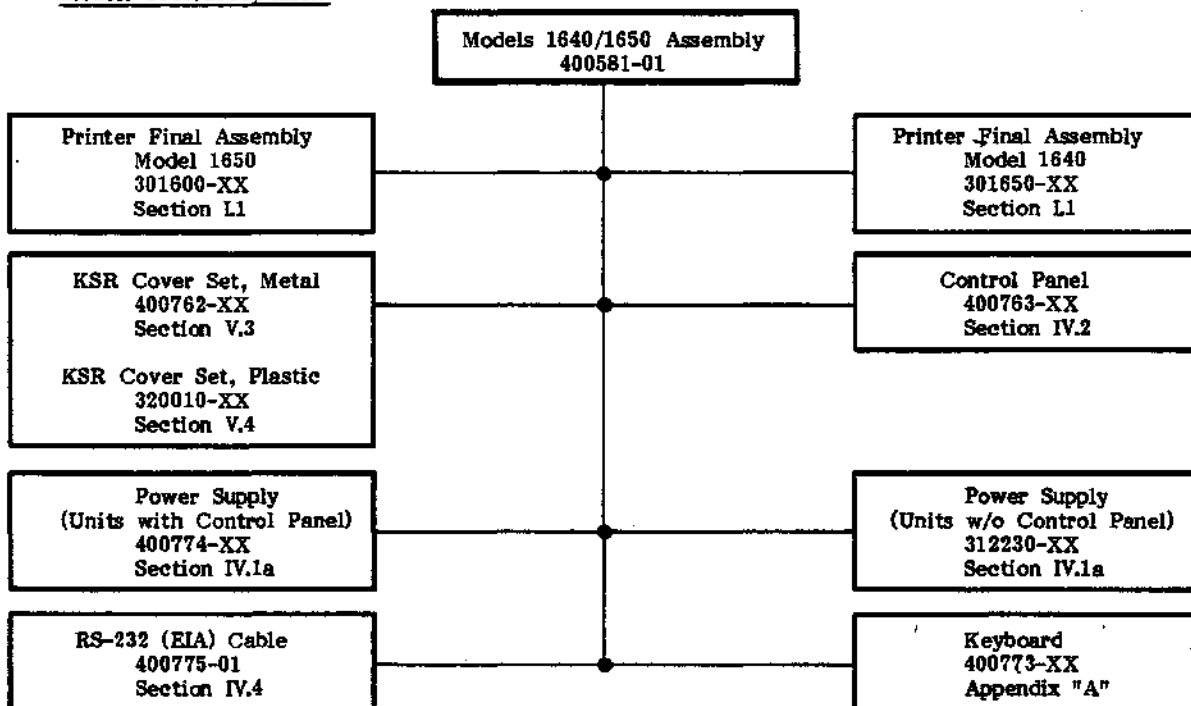 Models 1640/1650 Assembly
400581-01
Printer Final Assembly
Model 1650
301600-XX
Section L1
Printer Final Assembly
Model 1640
301650-XX
Section L1
KSR Cover Set, Metal
400762-XX
Section V.3
KSR Cover Set, Plastic
320010-XX
Section V.4
Control Panel
400763-XX
Section IV.2
Power Supply
(Units with Control Panel)
400774-XX
Section IV.1a
Power Supply
(Units w/o Control Panel)
312230-XX
Section IV.1a
RS-232 (EIA) Cable
400775-01
Section IV.4
Keyboard
400773-XX
Appendix "A"